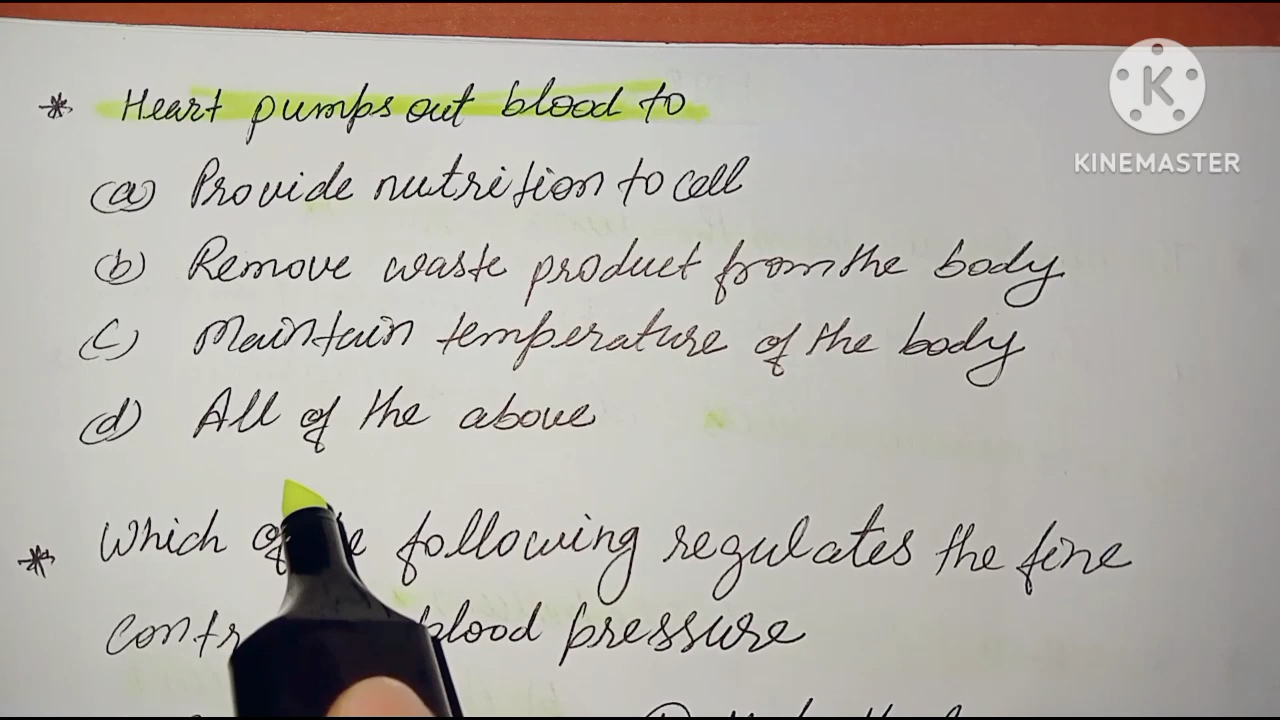 * Heart pumps out blood to
(a) Provide nutrition to cell
(b) Remove waste product from the body
(c) Maintain temperature of the body
(d) All of the above
* Which of the following regulates the fine
blood pressure
K
KINEMASTER